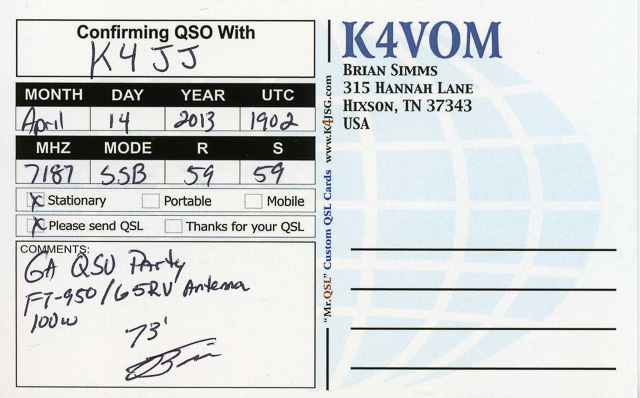 Confirming QSO With
K4JJ
MONTH DAY YEAR UTC
April 14 2013 1902
MHZ MODE R S
7187 SSB 59 59
x Stationary Portable Mobile
x Please send QSL Thanks for your QSL
COMMENTS:
GA QSO Party
FT-950/G5RV Antenna
100w
73'
"Mr.QSL" Custom QSL Cards www.K4JSG.com
K4VOM
BRIAN SIMMS
315 HANNAH LANE
HIXSON, TN 37343
USA